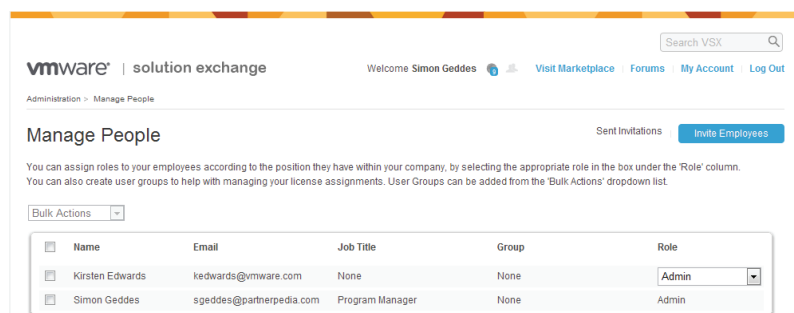 Search VSX
vmware | solution exchange
Welcome Simon Geddes Visit Marketplace Forums My Account Log Out
Administration > Manage People
Manage People
Sent Invitations Invite Employees
You can assign roles to your employees according to the position they have within your company, by selecting the appropriate role in the box under the 'Role' column.
You can also create user groups to help with managing your license assignments. User Groups can be added from the 'Bulk Actions' dropdown list.
Bulk Actions
Name Email Job Title Group Role
Kirsten Edwards kedwards@vmware.com None None Admin
Simon Geddes sgeddes@partnerpedia.com Program Manager None Admin